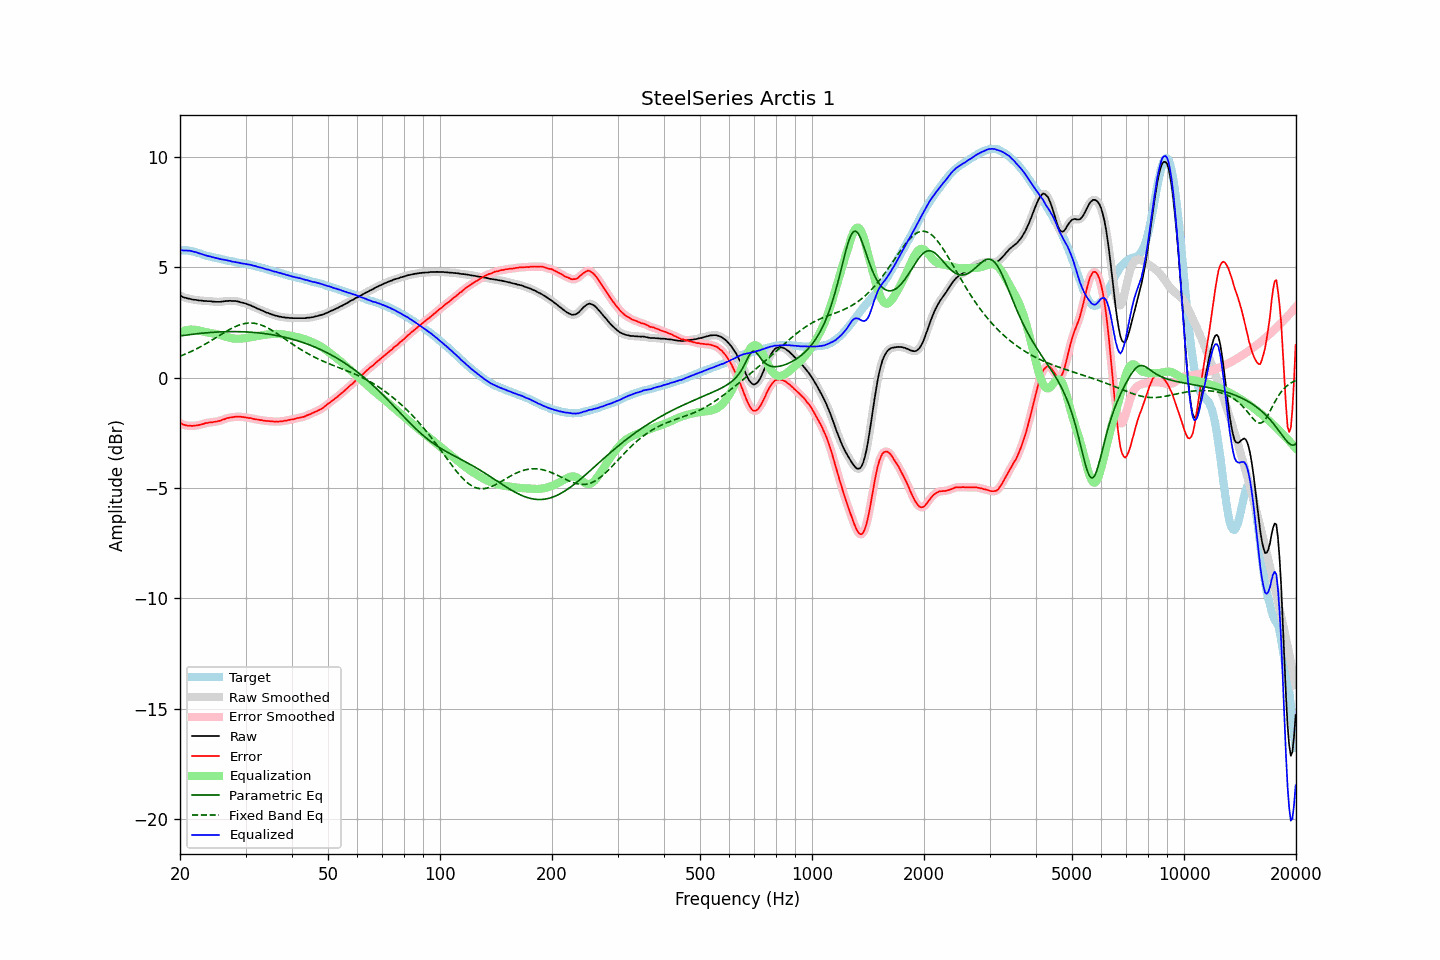 SteelSeries Arctis 1
Amplitude (dBr)
10
5
0
−5
−10
−15
−20
Target
Raw Smoothed
Error Smoothed
Raw
Error
Equalization
Parametric Eq
Fixed Band Eq
Equalized
20 50 100 200 500 1000 2000 5000 10000 20000
Frequency (Hz)